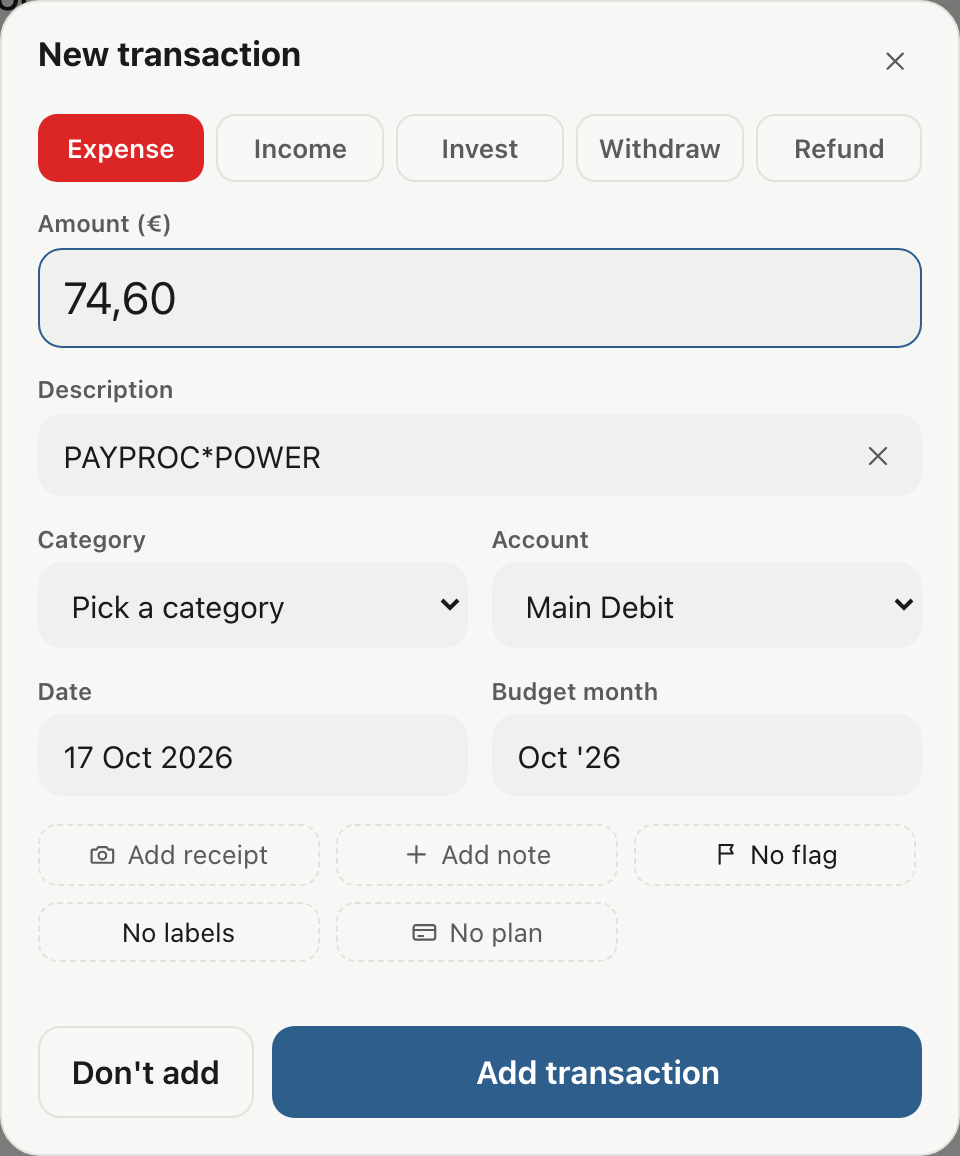 New transaction
Expense Income Invest Withdraw Refund
Amount (€)
74,60
Description
PAYPROC*POWER
Category Account
Pick a category Main Debit
Date Budget month
17 Oct 2026 Oct '26
Add receipt Add note No flag
No labels No plan
Don't add Add transaction